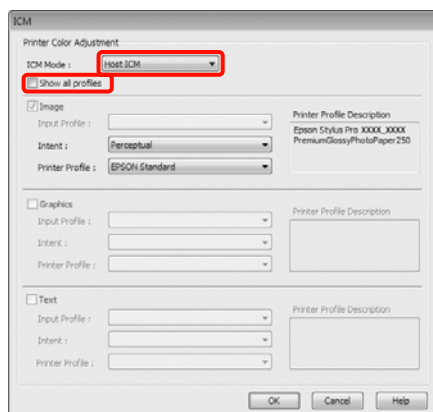 ICM
Printer Color Adjustment
ICM Mode : Host ICM
Show all profiles
Image
Input Profile :
Intent : Perceptual
Printer Profile : EPSON Standard
Printer Profile Description
Epson Stylus Pro XXXX_XXXX
PremiumGlossyPhotoPaper250
Graphics
Input Profile :
Intent :
Printer Profile :
Printer Profile Description
Text
Input Profile :
Intent :
Printer Profile :
Printer Profile Description
OK Cancel Help